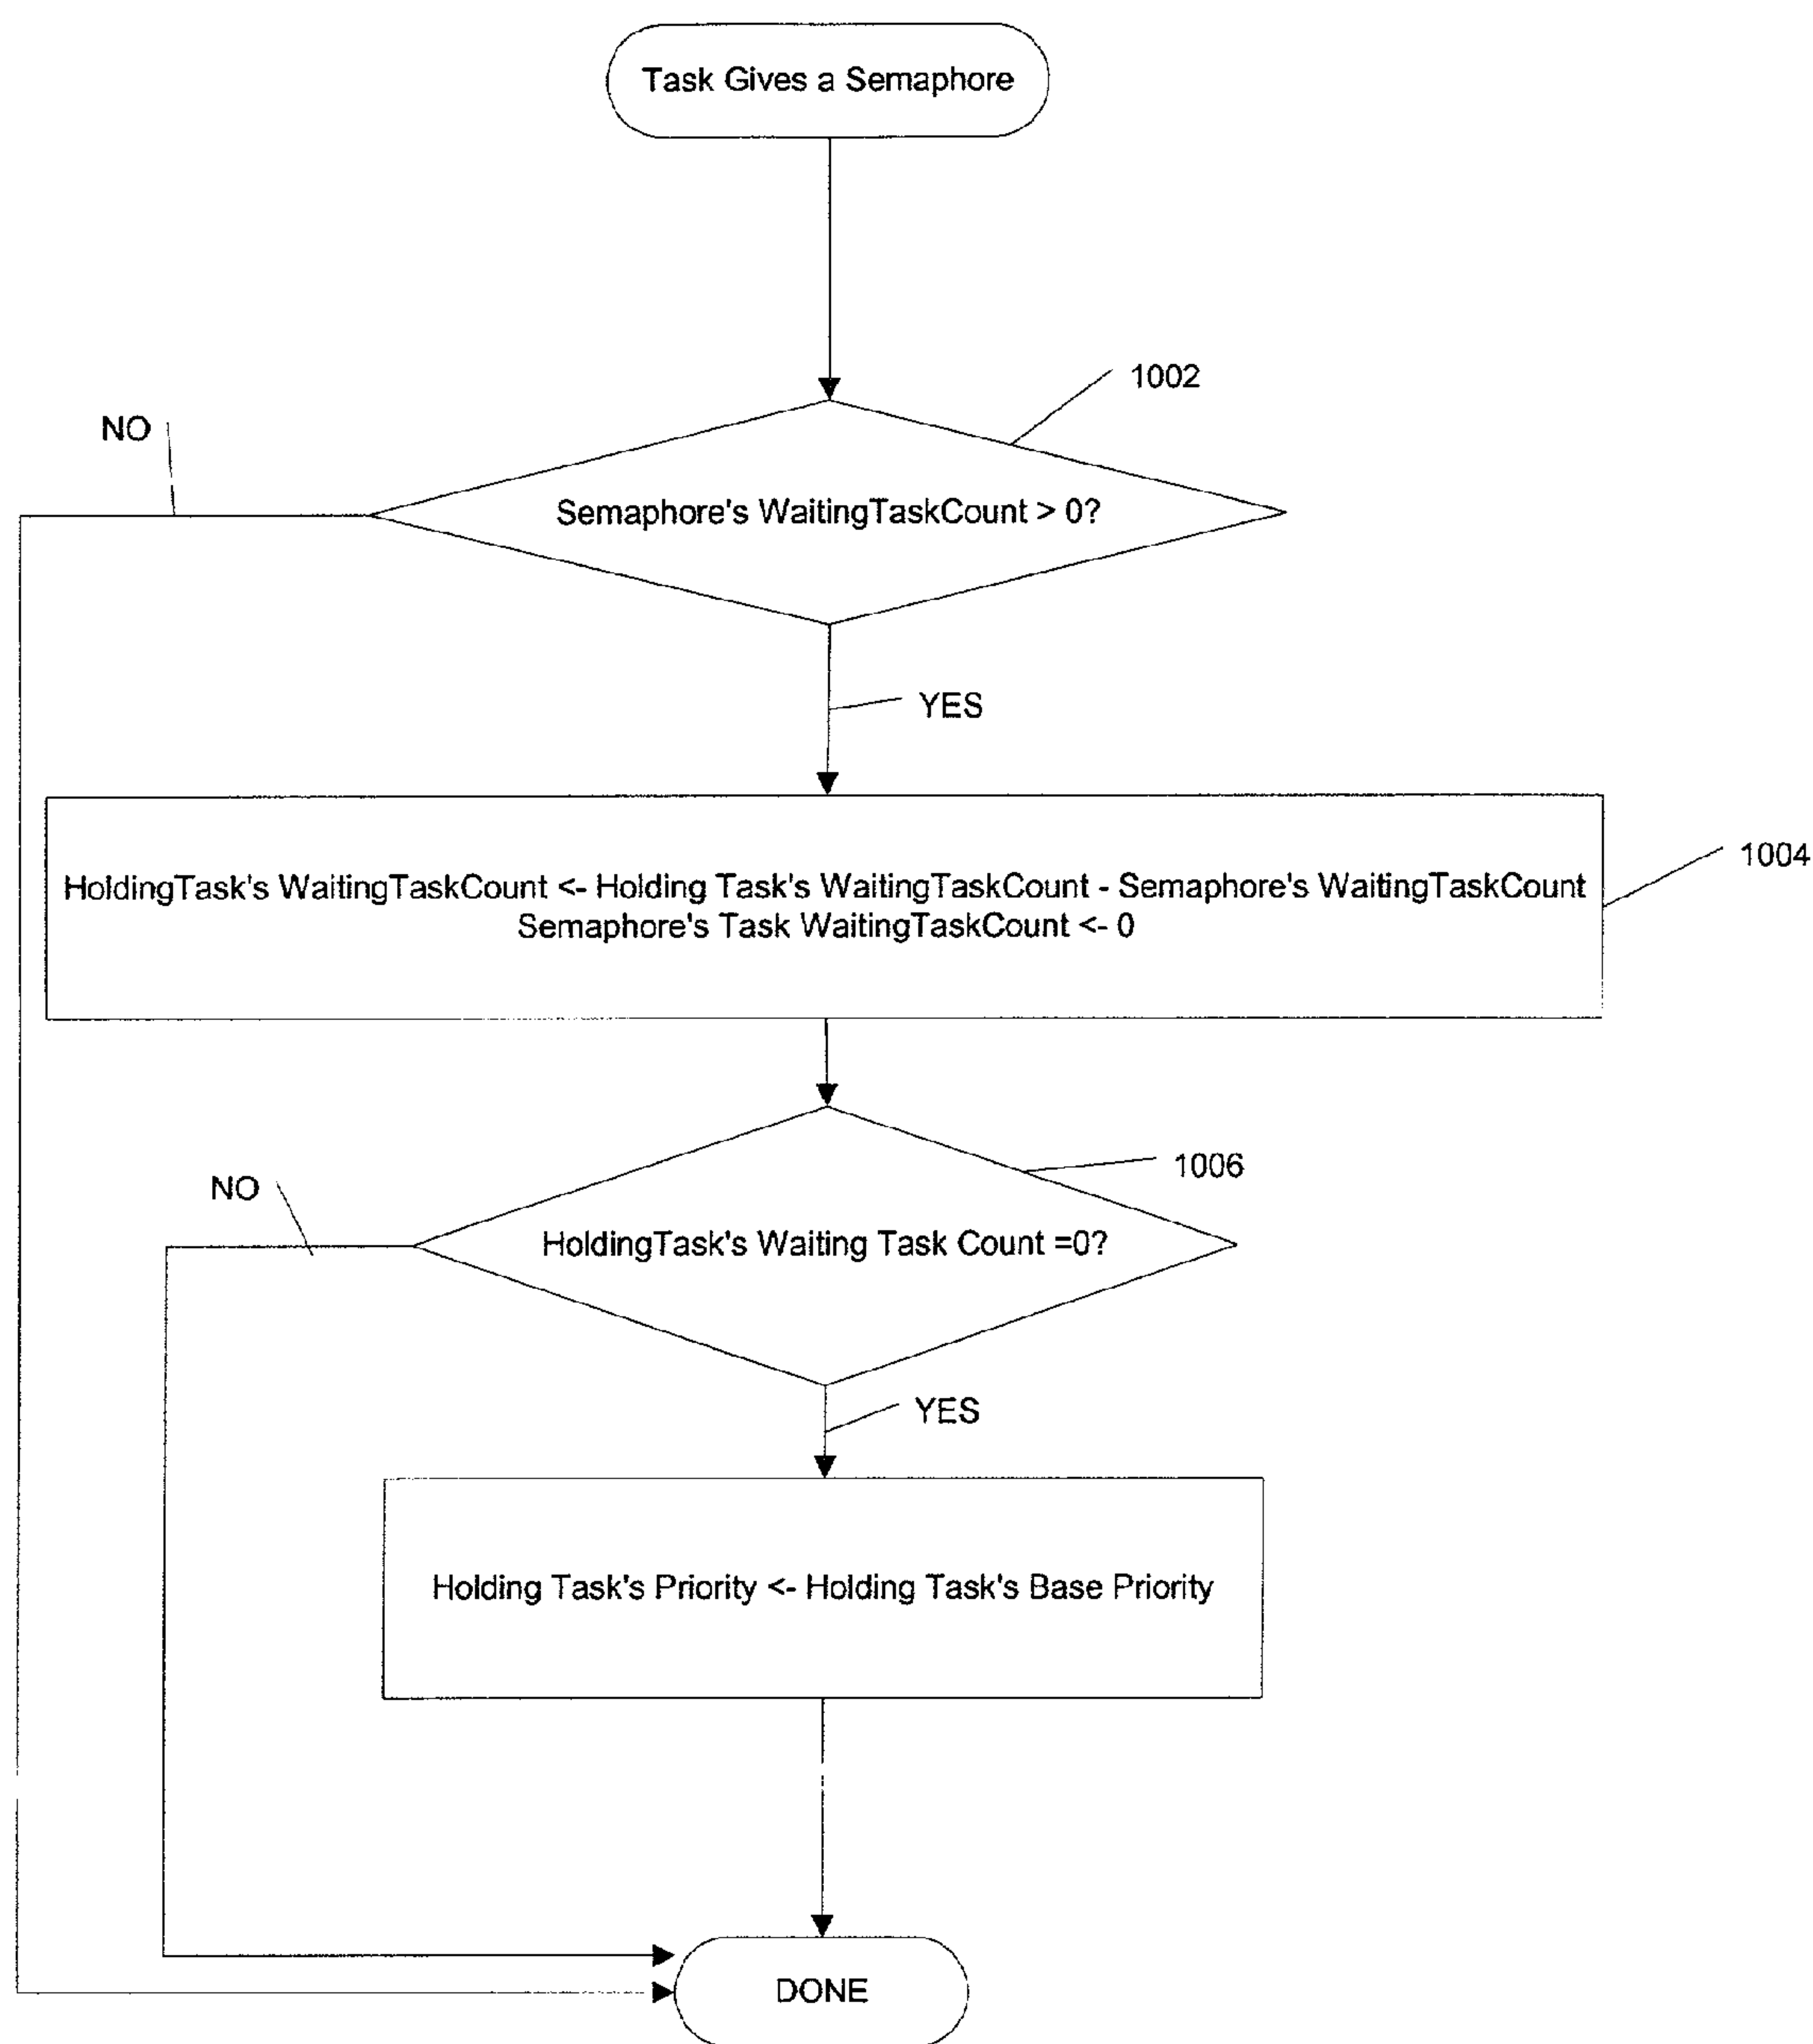 Task Gives a Semaphore
1002
NO
Semaphore's WaitingTaskCount > 0?
YES
1004
HoldingTask's WaitingTaskCount <- Holding Task's WaitingTaskCount - Semaphore's WaitingTaskCount
Semaphore's Task WaitingTaskCount <- 0
1006
NO
HoldingTask's Waiting Task Count =0?
YES
Holding Task's Priority <- Holding Task's Base Priority
DONE